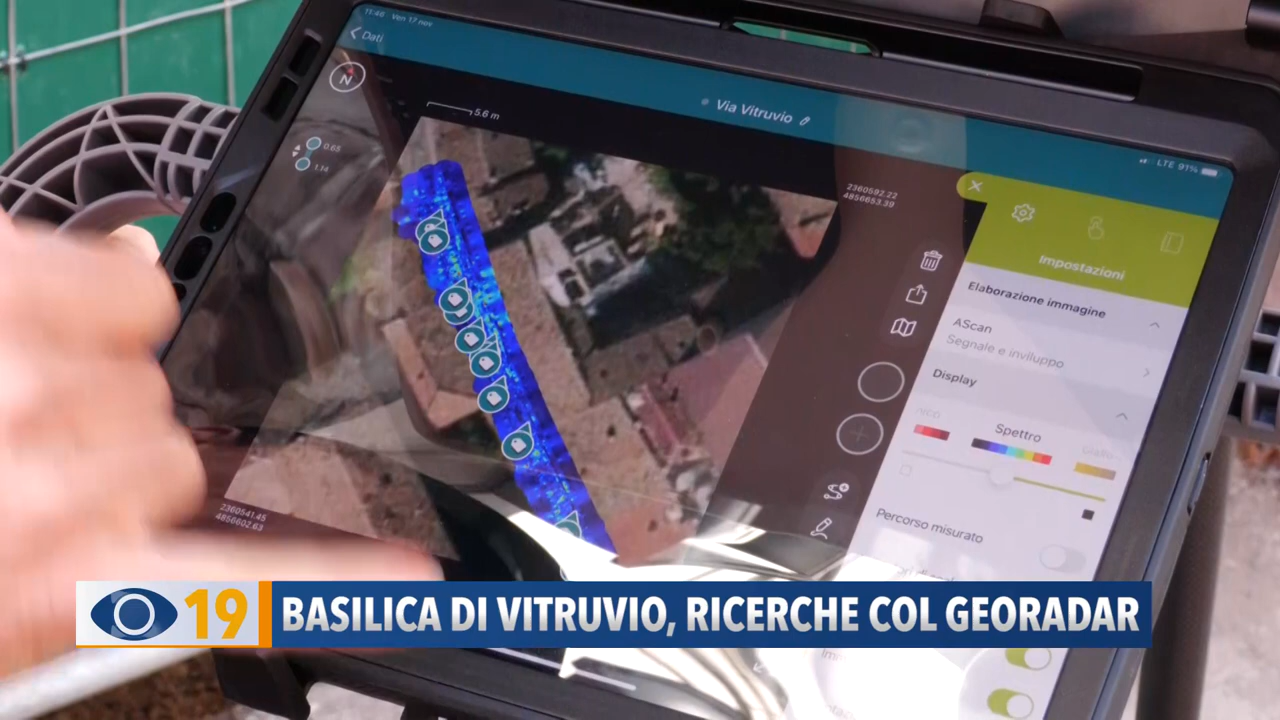 11:46 Ven 17 nov
LTE 91%
Dati
Via Vitruvio
N
5.6 m
0.65
1.14
2360592.22
4856653.39
Impostazioni
Elaborazione immagine
AScan
Segnale e inviluppo
Display
Spettro
Giallo
Percorso misurato
2360541.45
4856602.63
19 BASILICA DI VITRUVIO, RICERCHE COL GEORADAR